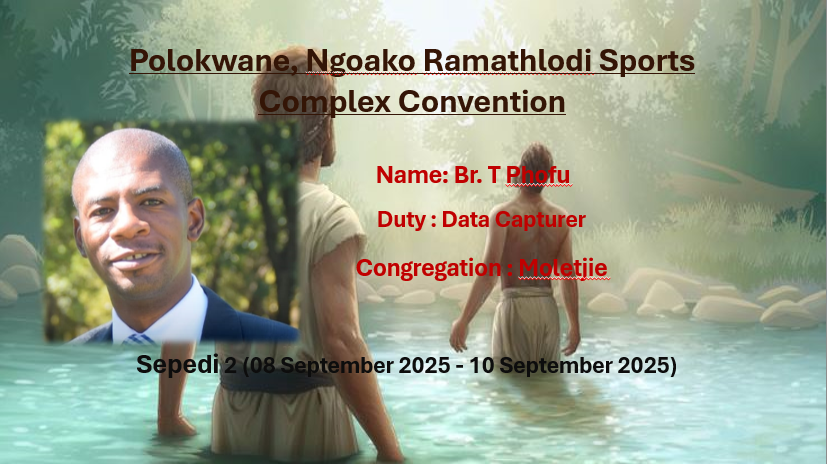 Polokwane, Ngoako Ramathlodi Sports
Complex Convention
Name: Br. T Phofu
Duty : Data Capturer
Congregation : Moletjie
Sepedi 2 (08 September 2025 - 10 September 2025)